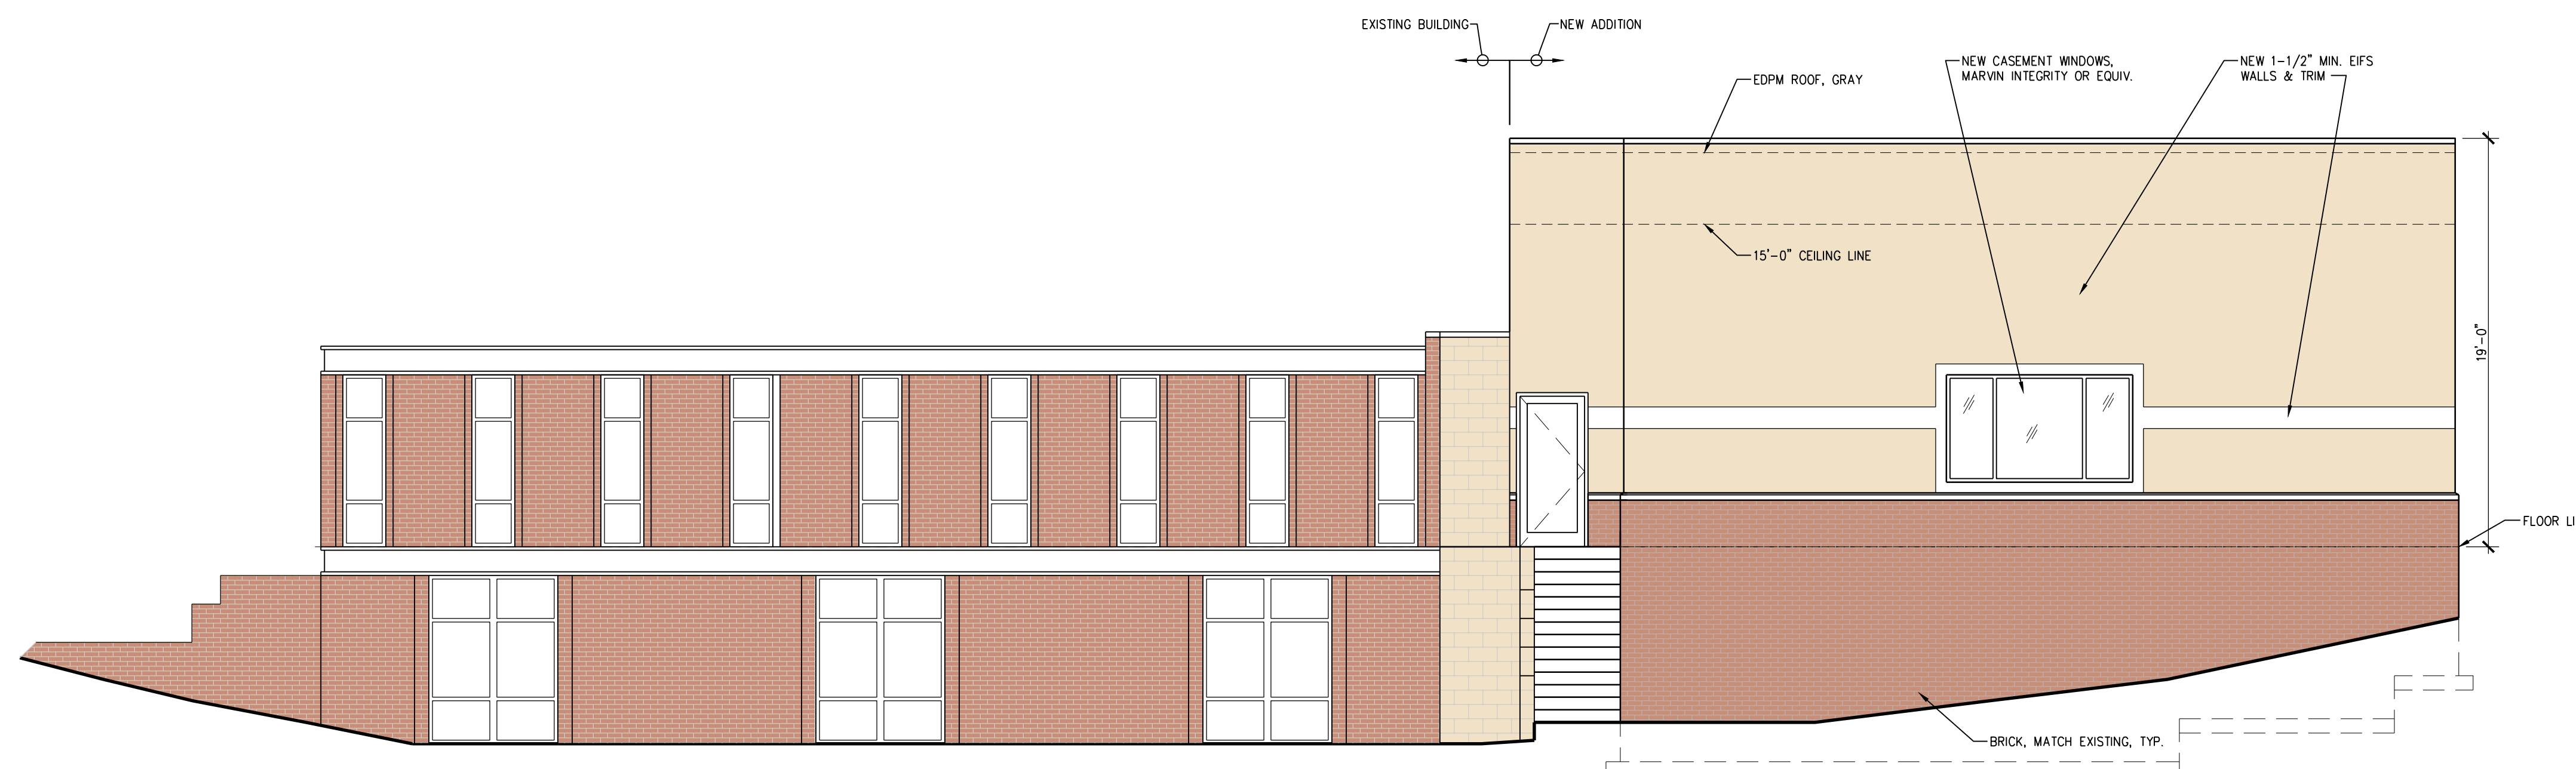 EXISTING BUILDING
NEW ADDITION
EDPM ROOF, GRAY
NEW CASEMENT WINDOWS,
MARVIN INTEGRITY OR EQUIV.
NEW 1-1/2" MIN. EIFS
WALLS & TRIM
15'-0" CEILING LINE
19'-0"
FLOOR LI
BRICK, MATCH EXISTING, TYP.